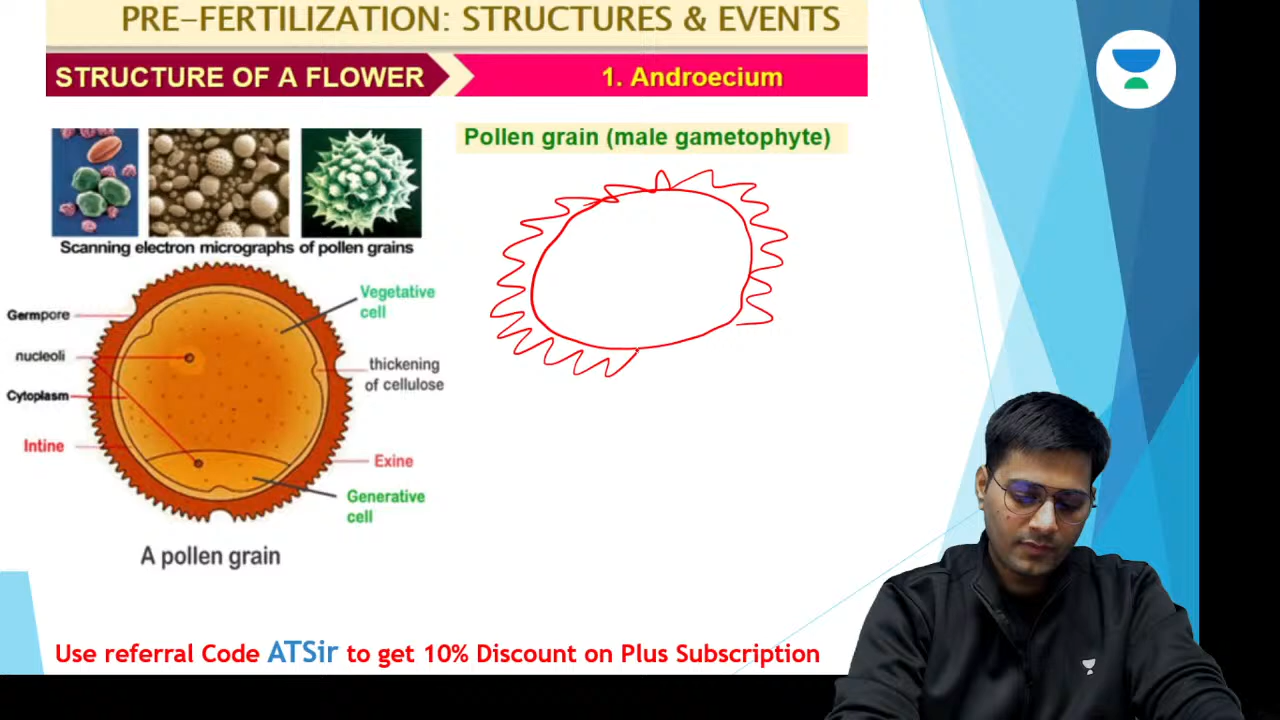 PRE-FERTILIZATION: STRUCTURES & EVENTS
STRUCTURE OF A FLOWER
1. Androecium
Pollen grain (male gametophyte)
Scanning electron micrographs of pollen grains
Vegetative
cell
Germpore
nucleoli
thickening
of cellulose
Cytoplasm
Intine
Exine
Generative
cell
A pollen grain
Use referral Code ATSir to get 10% Discount on Plus Subscription